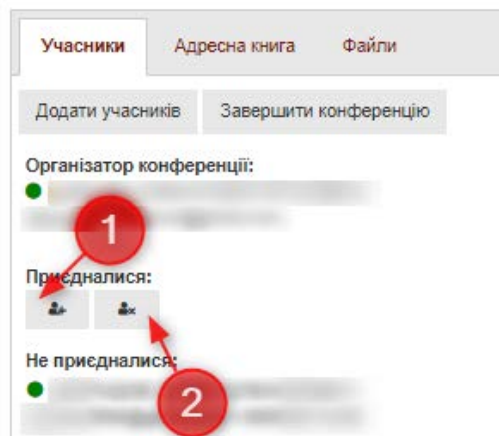 Учасники Адресна книга Файли
Додати учасників Завершити конференцію
Організатор конференції:
1
Приєдналися:
Не приєдналися:
2